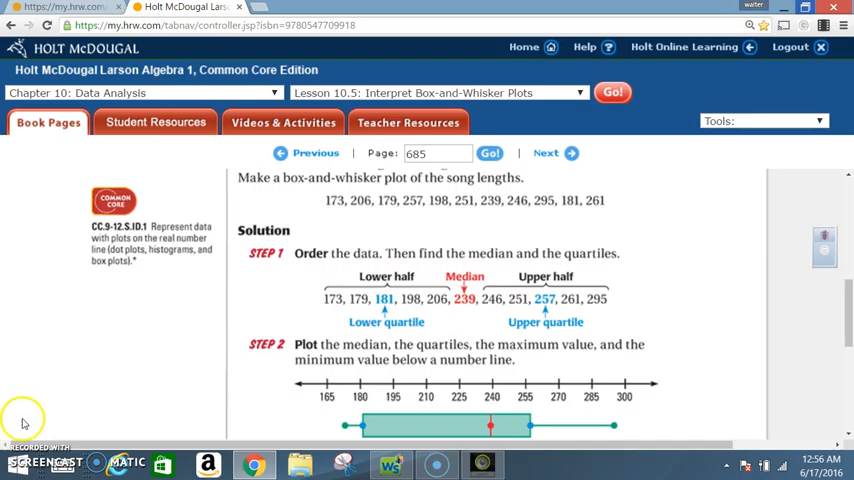 walter
https://my.hrw.com/tabnav/c
Holt McDougal Larsc
https://my.hrw.com/tabnav/controller.jsp?isbn=9780547709918
HOLT McDOUGAL
Home
Help ?
Holt Online Learning
Logout X
Holt McDougal Larson Algebra 1, Common Core Edition
Chapter 10: Data Analysis
Lesson 10.5: Interpret Box-and-Whisker Plots
Go!
Book Pages
Student Resources
Videos & Activities
Teacher Resources
Tools:
Previous | Page: 685 Go! | Next
Make a box-and-whisker plot of the song lengths.
173, 206, 179, 257, 198, 251, 239, 246, 295, 181, 261
COMMON
CORE
CC.9-12.S.ID.1 Represent data
with plots on the real number
line (dot plots, histograms, and
box plots).*
Solution
STEP 1 Order the data. Then find the median and the quartiles.
Lower half Median Upper half
173, 179, 181, 198, 206, 239, 246, 251, 257, 261, 295
Lower quartile Upper quartile
STEP 2 Plot the median, the quartiles, the maximum value, and the
minimum value below a number line.
165 180 195 210 225 240 255 270 285 300
RECORDED WITH
SCREENCAST MATIC
a
12:56 AM
6/17/2016